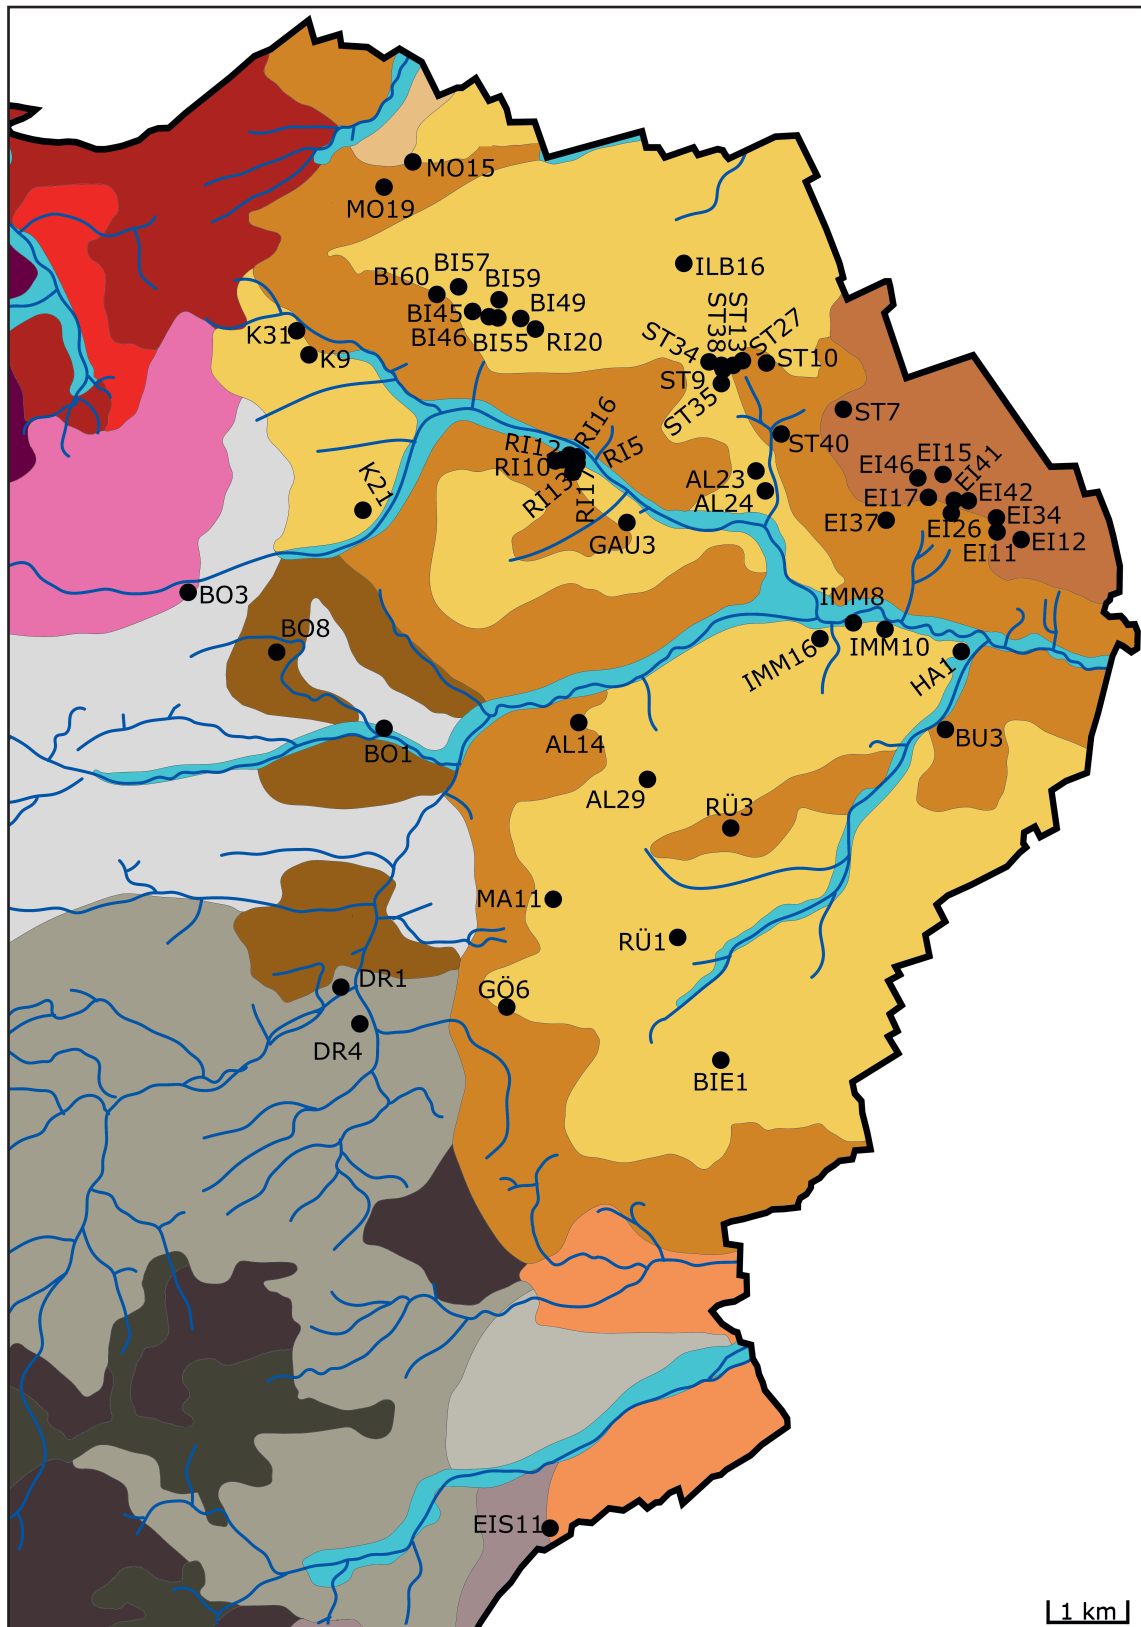 MO15
MO19
ILB16
BI57
BI60
BI59
BI49
BI45
BI46
BI55
RI20
K31
K9
ST38
ST13
ST27
ST34
ST10
ST9
ST35
ST7
ST40
RI16
RI12
RI5
RI10
RI13
RI17
K21
AL23
AL24
EI15
EI46
EI41
EI17
EI42
EI34
EI37
EI26
EI11
EI12
GAU3
BO3
IMM8
BO8
IMM10
IMM16
HA1
BO1
AL14
BU3
AL29
RÜ3
MA11
RÜ1
DR1
GÖ6
DR4
BIE1
EIS11
1 km